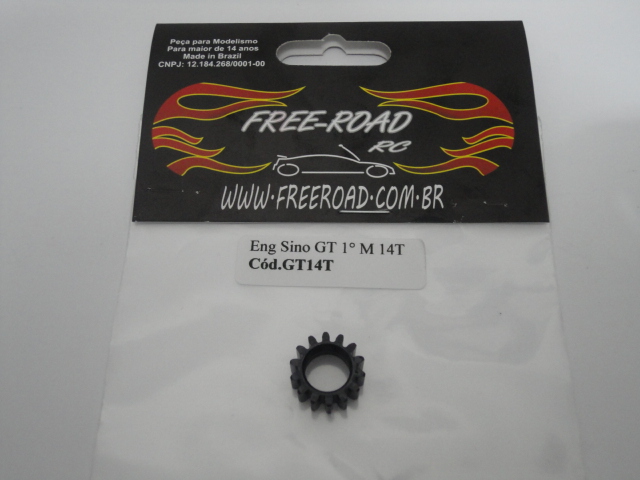 Peça para Modelismo
Para maior de 14 anos
Made in Brazil
CNPJ: 12.184.268/0001-00
FREE-ROAD
RC
WWW.FREEROAD.COM.BR
Eng Sino GT 1° M 14T
Cód.GT14T